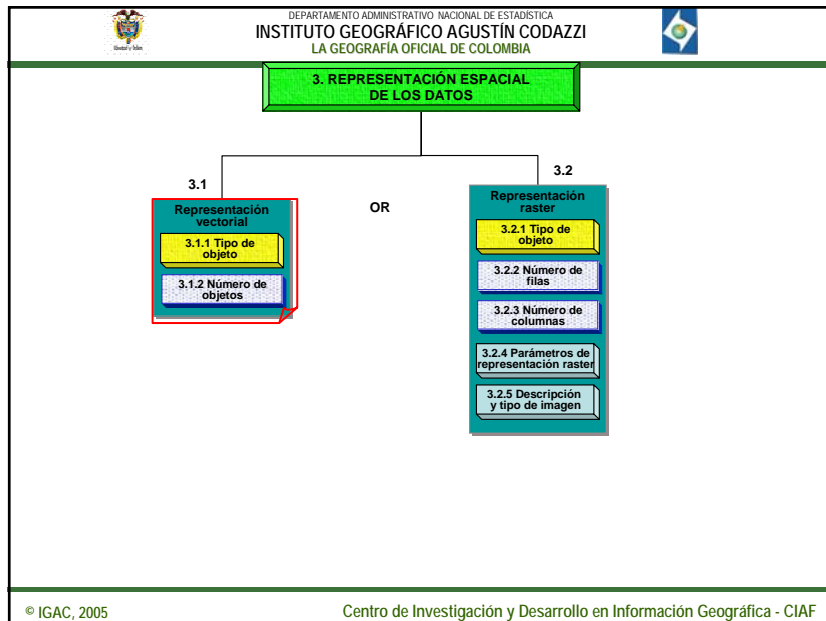 DEPARTAMENTO ADMINISTRATIVO NACIONAL DE ESTADÍSTICA
INSTITUTO GEOGRÁFICO AGUSTÍN CODAZZI
LA GEOGRAFÍA OFICIAL DE COLOMBIA
Libertad y Orden
3. REPRESENTACIÓN ESPACIAL
DE LOS DATOS
3.1
Representación
vectorial
3.1.1 Tipo de
objeto
3.1.2 Número de
objetos
OR
3.2
Representación
raster
3.2.1 Tipo de
objeto
3.2.2 Número de
filas
3.2.3 Número de
columnas
3.2.4 Parámetros de
representación raster
3.2.5 Descripción
y tipo de imagen
© IGAC, 2005
Centro de Investigación y Desarrollo en Información Geográfica - CIAF